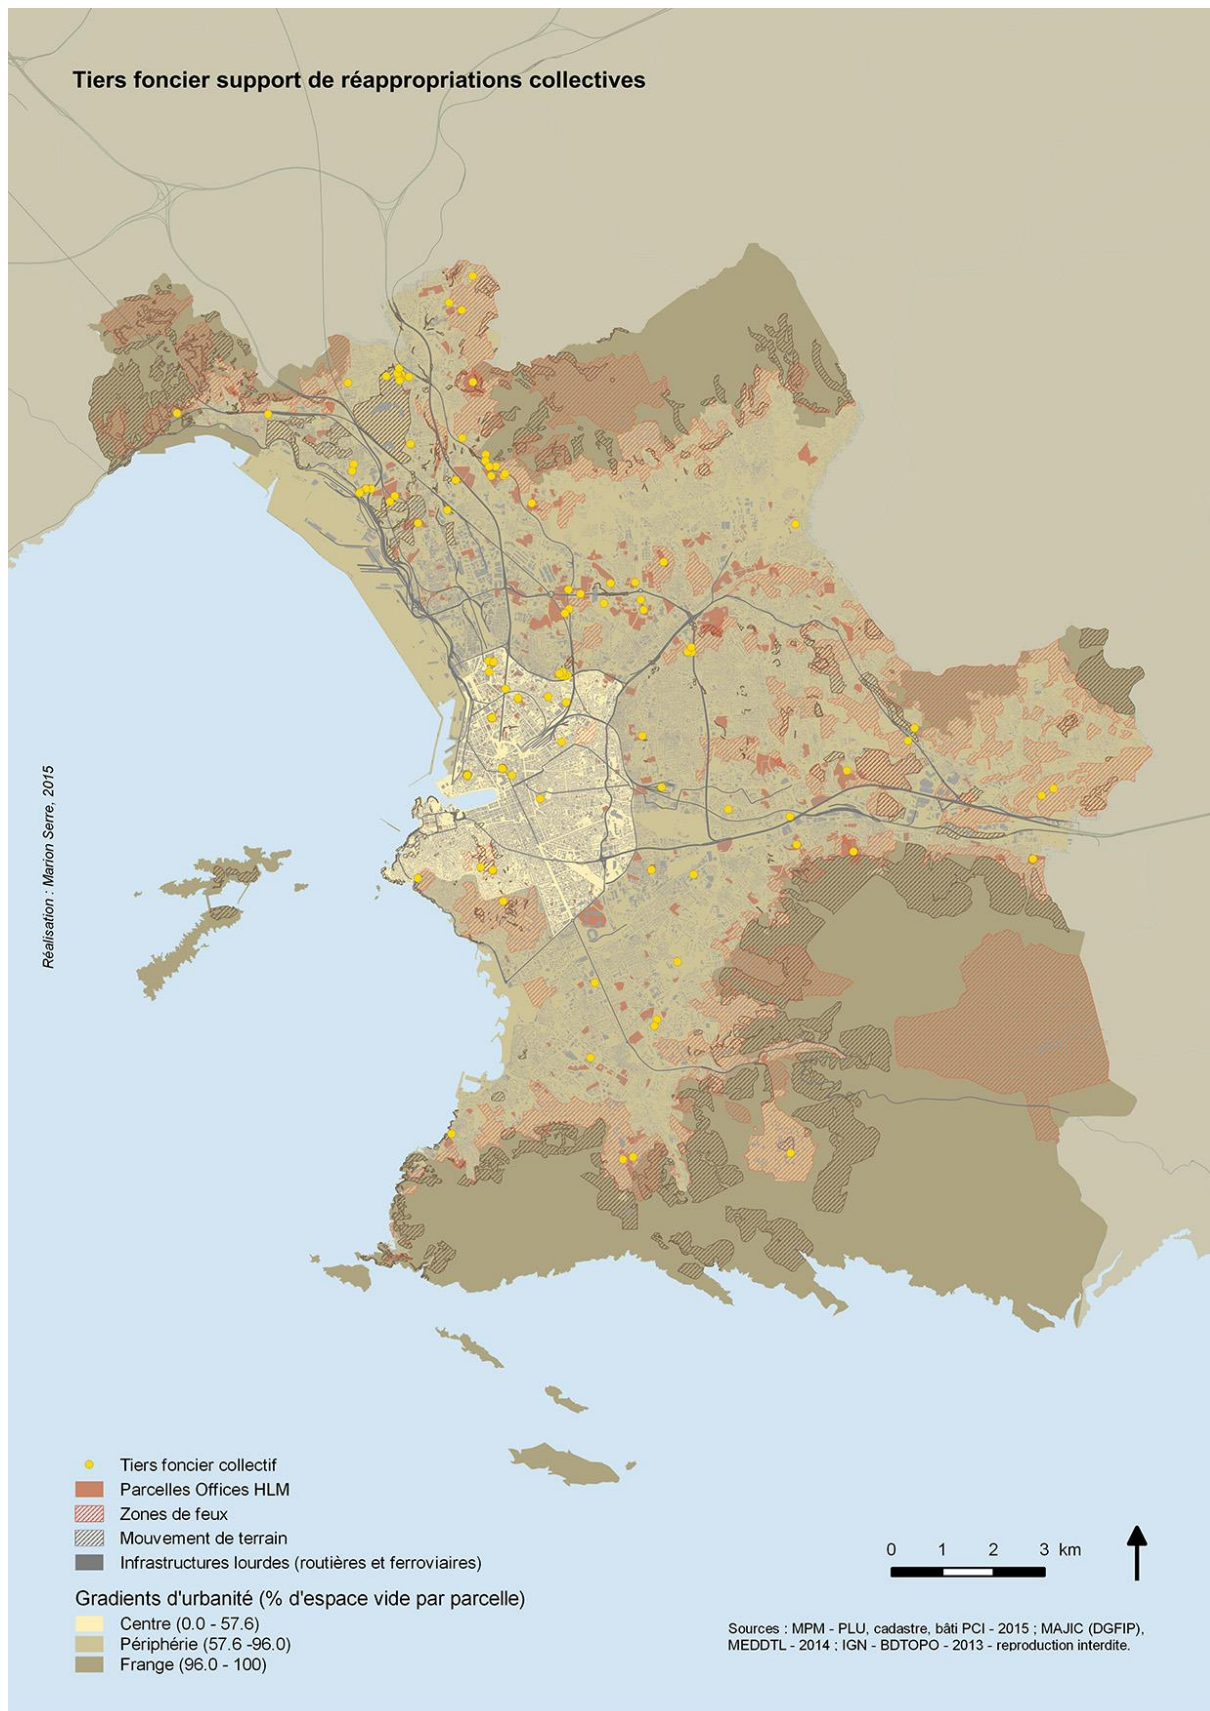 Tiers foncier support de réappropriations collectives
Réalisation : Marion Serre, 2015
Tiers foncier collectif
Parcelles Offices HLM
Zones de feux
Mouvement de terrain
Infrastructures lourdes (routières et ferroviaires)
Gradients d'urbanité (% d'espace vide par parcelle)
Centre (0.0 - 57.6)
Périphérie (57.6 -96.0)
Frange (96.0 - 100)
0 1 2 3 km
Sources : MPM - PLU, cadastre, bâti PCI - 2015 ; MAJIC (DGFIP),
MEDDTL - 2014 ; IGN - BDTOPO - 2013 - reproduction interdite.